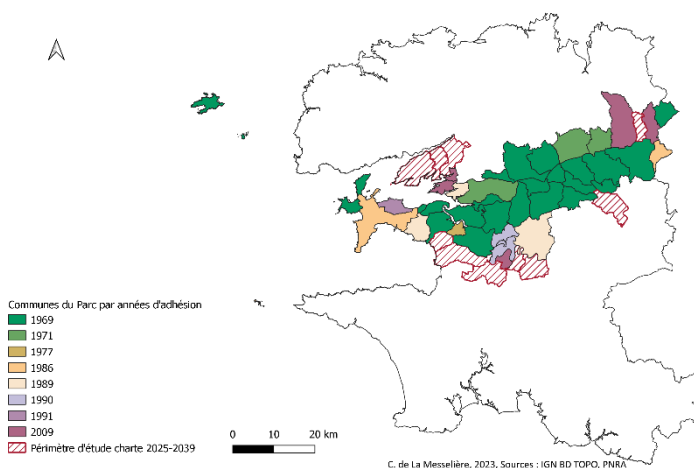 Communes du Parc par années d'adhésion
1969
1971
1977
1986
1989
1990
1991
2009
Périmètre d'étude charte 2025-2039
0 10 20 km
C. de La Messelière, 2023, Sources : IGN BD TOPO, PNRA